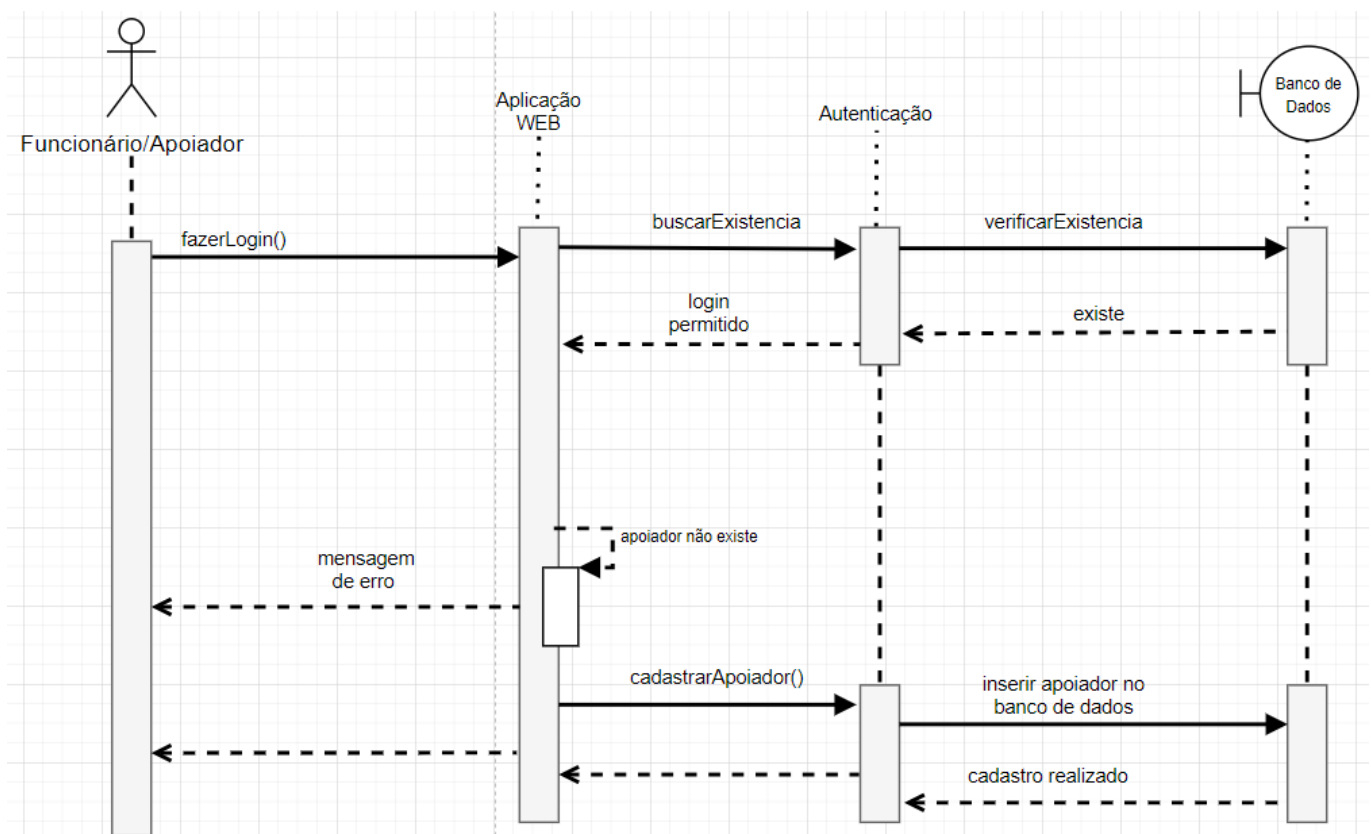 Banco de
Dados
Aplicação
WEB
Autenticação
Funcionário/Apoiador
buscarExistencia
verificarExistencia
fazerLogin()
login
permitido
existe
apoiador não existe
mensagem
de erro
cadastrarApoiador()
inserir apoiador no
banco de dados
cadastro realizado